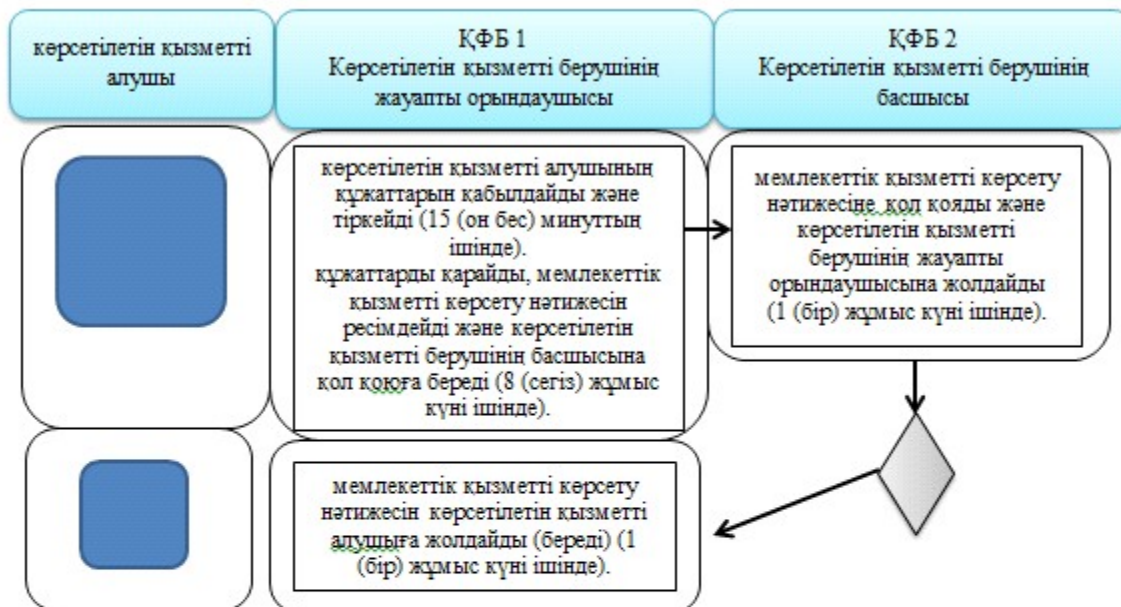 көрсетілетін қызметті
алушы
ҚФБ 1
Көрсетілетін қызметті берушінің
жауапты орындаушысы
ҚФБ 2
Көрсетілетін қызметті берушінің
басшысы
көрсетілетін қызметті алушының
құжаттарын қабылдайды және
тіркейді (15 (он бес) минуттың
ішінде).
құжаттарды қарайды, мемлекеттік
қызметті көрсету нәтижесін
ресімдейді және көрсетілетін
қызметті берушінің басшысына
қол қоюға береді (8 (сегіз) жұмыс
күні ішінде).
мемлекеттік қызметті көрсету
нәтижесіне қол қояды және
көрсетілетін қызметті
берушінің жауапты
орындаушысына жолдайды
(1 (бір) жұмыс күні ішінде).
мемлекеттік қызметті көрсету
нәтижесін көрсетілетін қызметті
алушыға жолдайды (береді) (1
(бір) жұмыс күні ішінде).